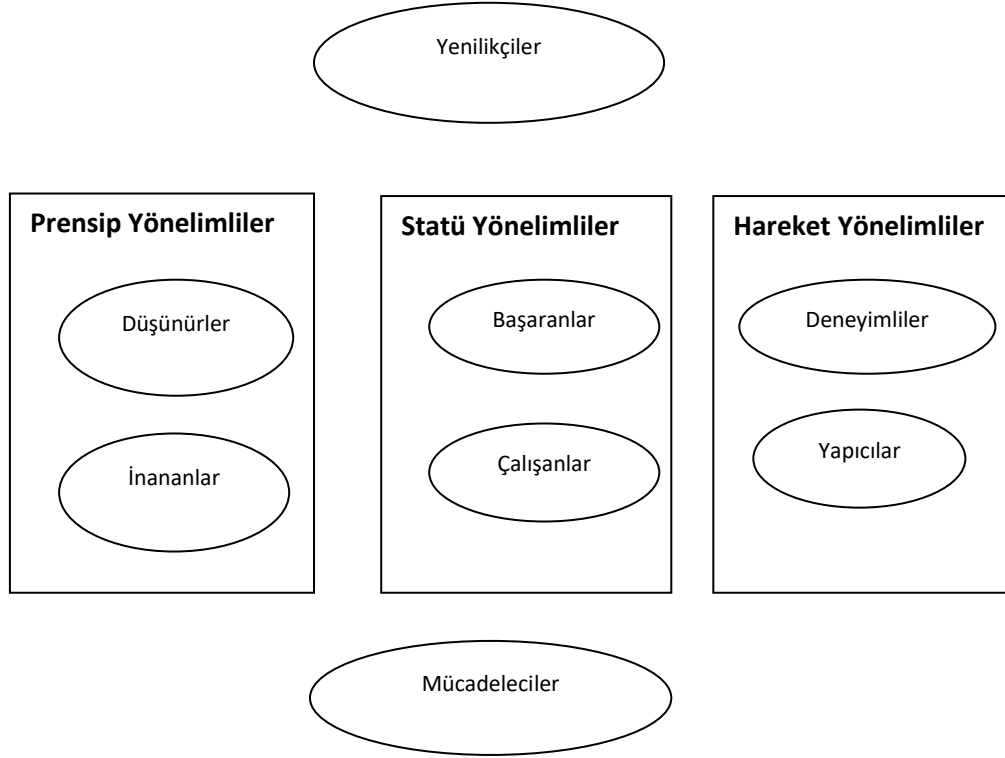 Yenilikçiler
Prensip Yönelimliler
Düşünürler
İnananlar
Statü Yönelimliler
Başaranlar
Çalışanlar
Hareket Yönelimliler
Deneyimliler
Yapıcılar
Mücadeleciler